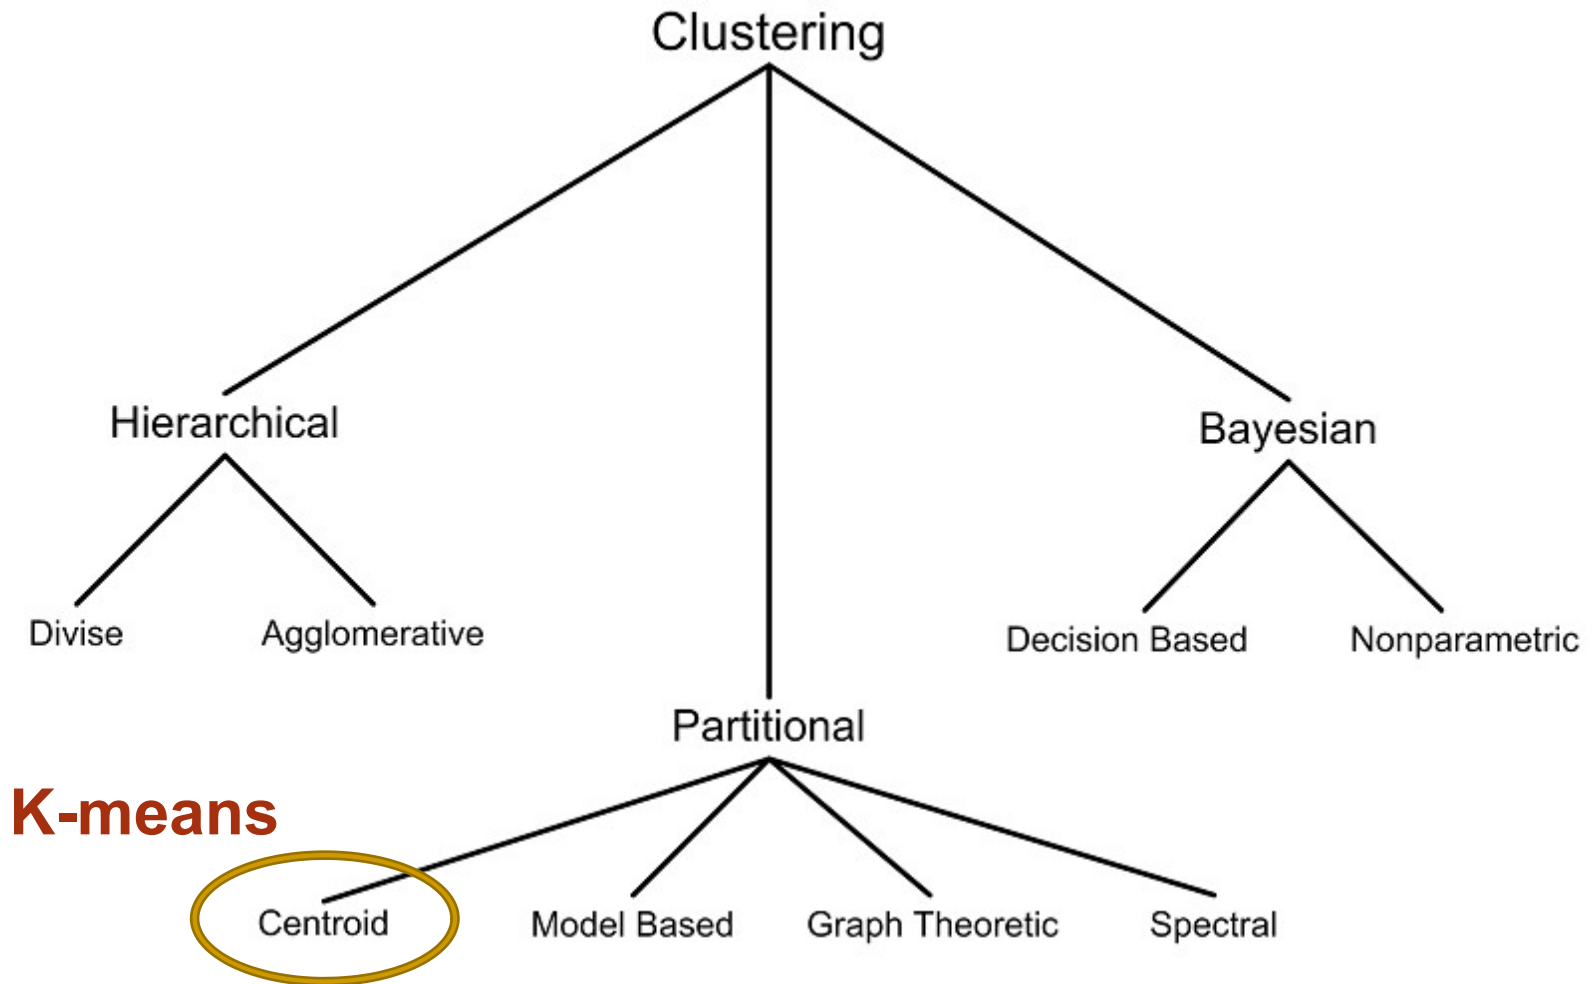 Clustering
Hierarchical
Bayesian
Divise
Agglomerative
Decision Based
Nonparametric
Partitional
K-means
Centroid
Model Based
Graph Theoretic
Spectral